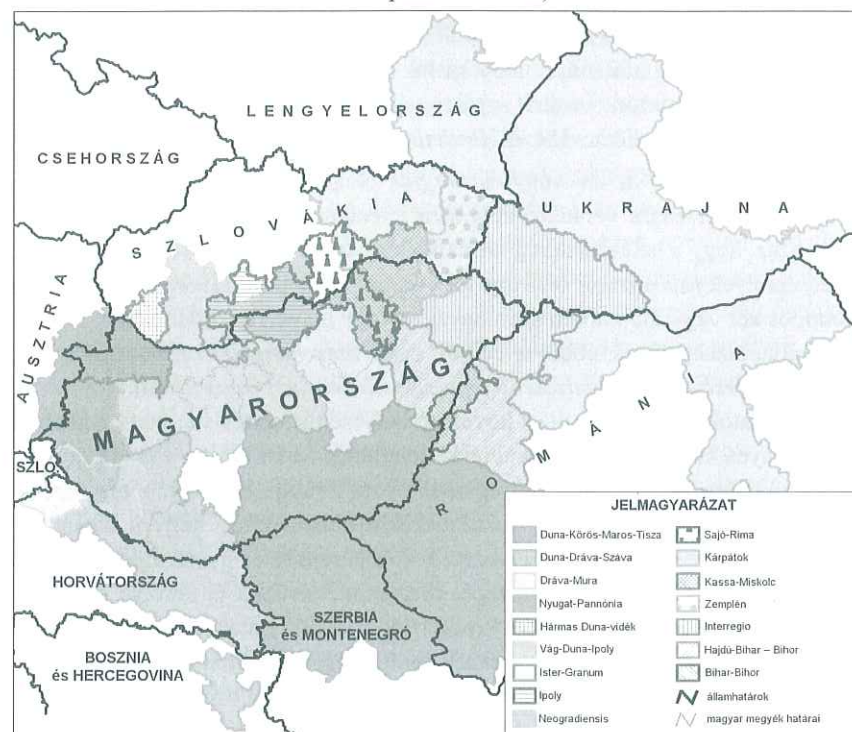 LENGYELORSZÁG
CSEHORSZÁG
SZLOVÁKIA
UKRAJNA
AUSZTRIA
MAGYARORSZÁG
ROMÁNIA
SZLO.
HORVÁTORSZÁG
SZERBIA
és MONTENEGRÓ
BOSZNIA
és HERCEGOVINA
JELMAGYARÁZAT
Duna-Körös-Maros-Tisza
Duna-Dráva-Száva
Dráva-Mura
Nyugat-Pannónia
Hármas Duna-vidék
Vág-Duna-Ipoly
Ister-Granum
Ipoly
Neogradiensis
Sajó-Rima
Kárpátok
Kassa-Miskolc
Zemplén
Interregio
Hajdú-Bihar – Bihor
Bihar-Bihor
államhatárok
magyar megyék határai